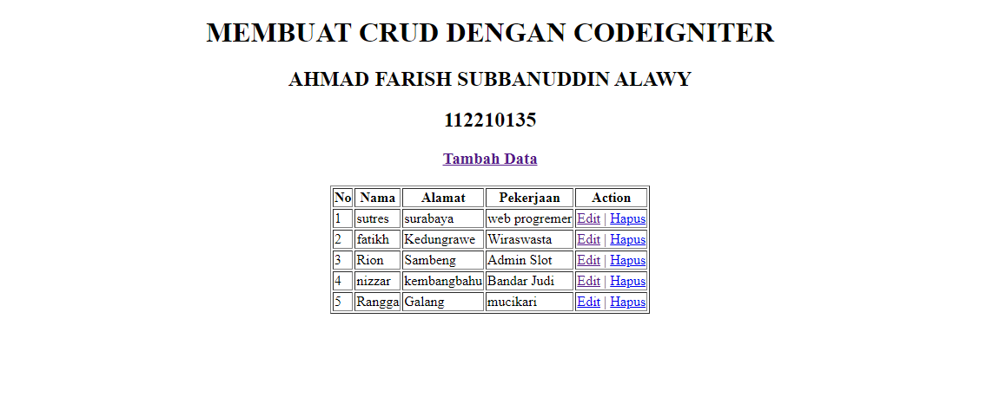 MEMBUAT CRUD DENGAN CODEIGNITER
AHMAD FARISH SUBBANUDDIN ALAWY
112210135
Tambah Data
No Nama Alamat Pekerjaan Action
1 sutres surabaya web progremer Edit | Hapus
2 fatikh Kedungrawe Wiraswasta Edit | Hapus
3 Rion Sambeng Admin Slot Edit | Hapus
4 nizzar kembangbahu Bandar Judi Edit | Hapus
5 Rangga Galang mucikari Edit | Hapus